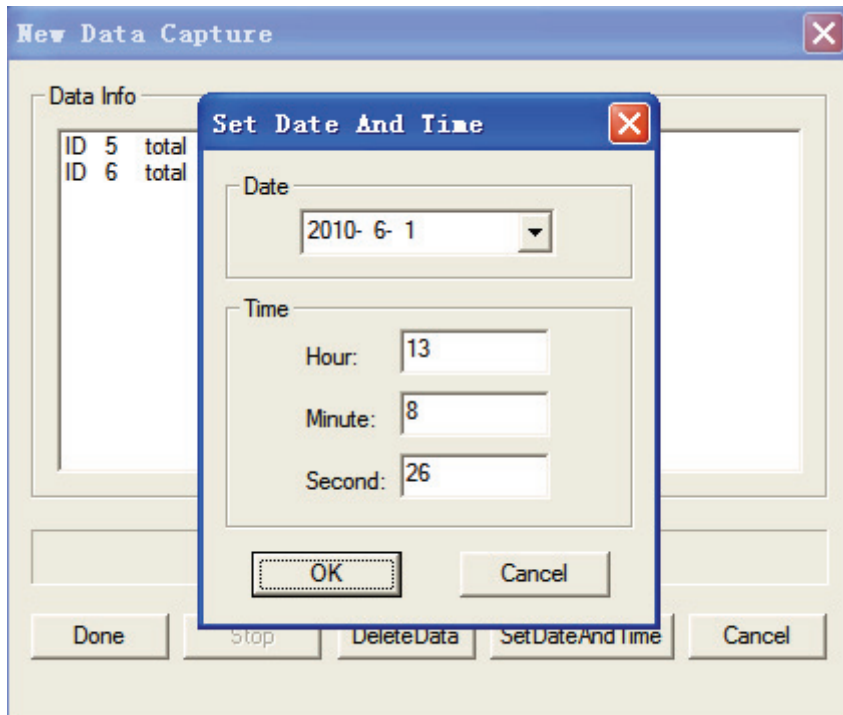 New Data Capture
Data Info
ID 5 total
ID 6 total
Set Date And Time
Date
2010- 6- 1
Time
Hour: 13
Minute: 8
Second: 26
OK Cancel
Done Stop DeleteData SetDateAndTime Cancel